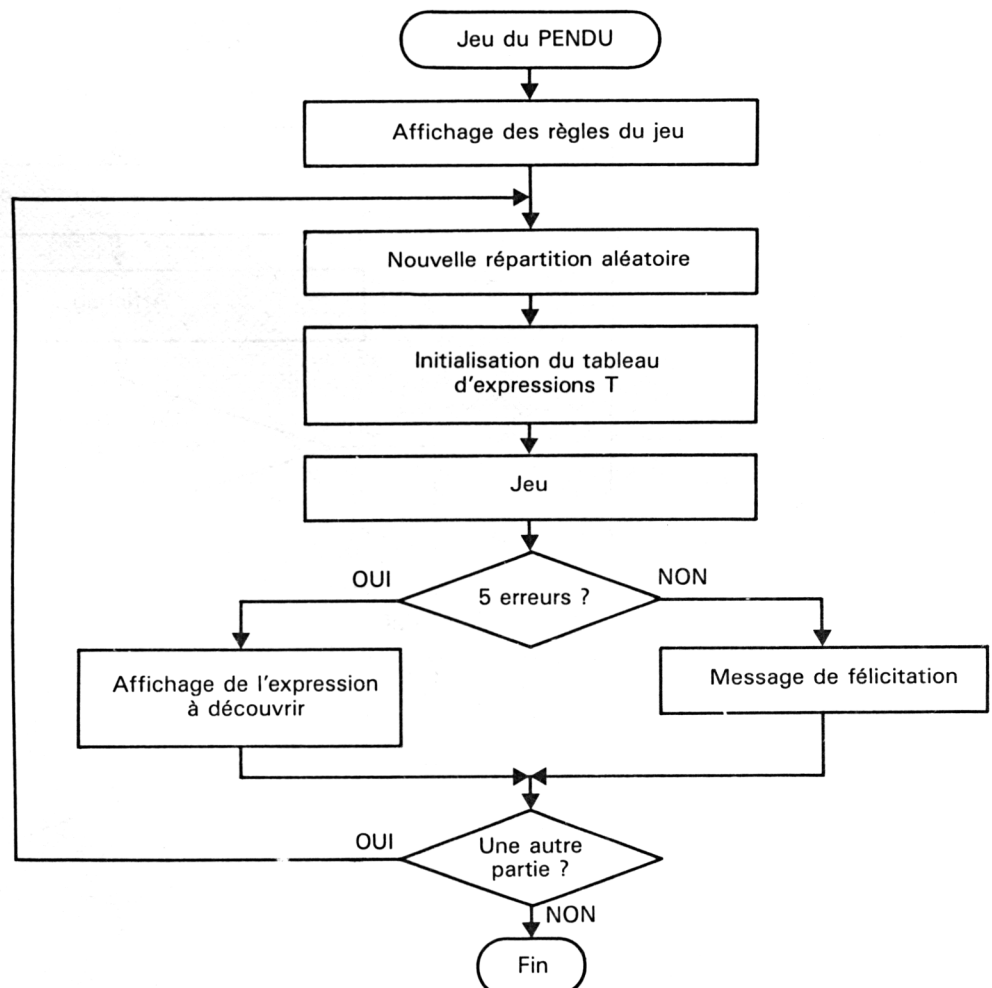 Jeu du PENDU
Affichage des règles du jeu
Nouvelle répartition aléatoire
Initialisation du tableau
d'expressions T
Jeu
OUI
5 erreurs ?
NON
Affichage de l'expression
à découvrir
Message de félicitation
OUI
Une autre
partie ?
NON
Fin